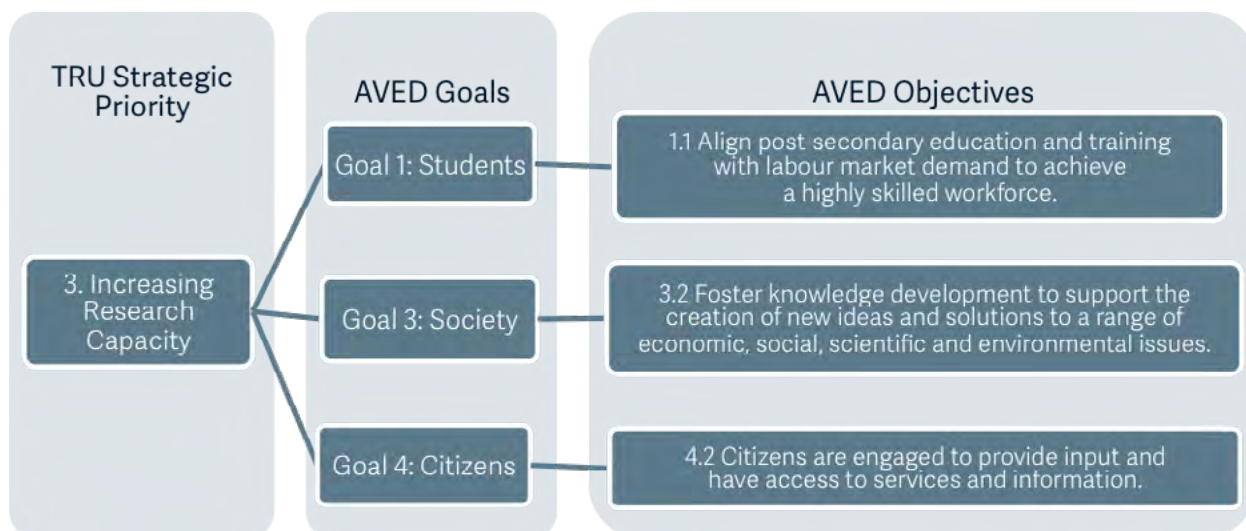 TRU Strategic
Priority
AVED Goals
AVED Objectives
3. Increasing
Research
Capacity
Goal 1: Students
1.1 Align post secondary education and training
with labour market demand to achieve
a highly skilled workforce.
Goal 3: Society
3.2 Foster knowledge development to support the
creation of new ideas and solutions to a range of
economic, social, scientific and environmental issues.
Goal 4: Citizens
4.2 Citizens are engaged to provide input and
have access to services and information.